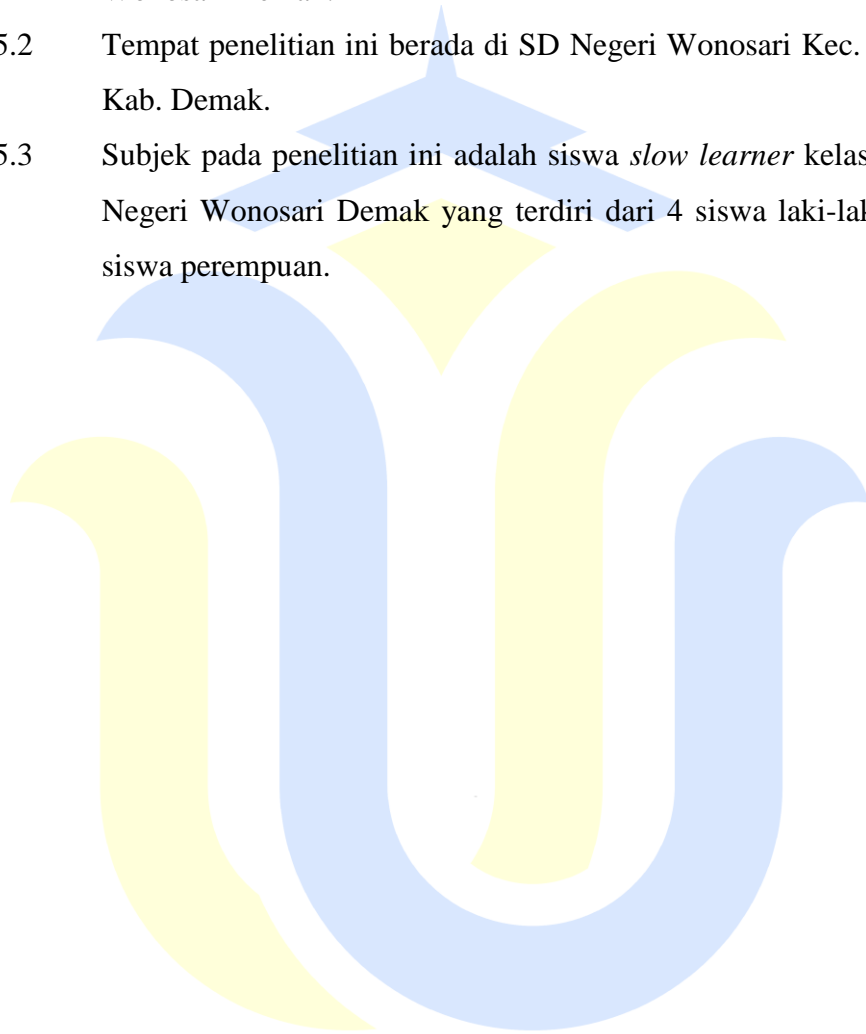 5.2 Tempat penelitian ini berada di SD Negeri Wonosari Kec.
Kab. Demak.
5.3 Subjek pada penelitian ini adalah siswa slow learner kelas
Negeri Wonosari Demak yang terdiri dari 4 siswa laki-lak
siswa perempuan.